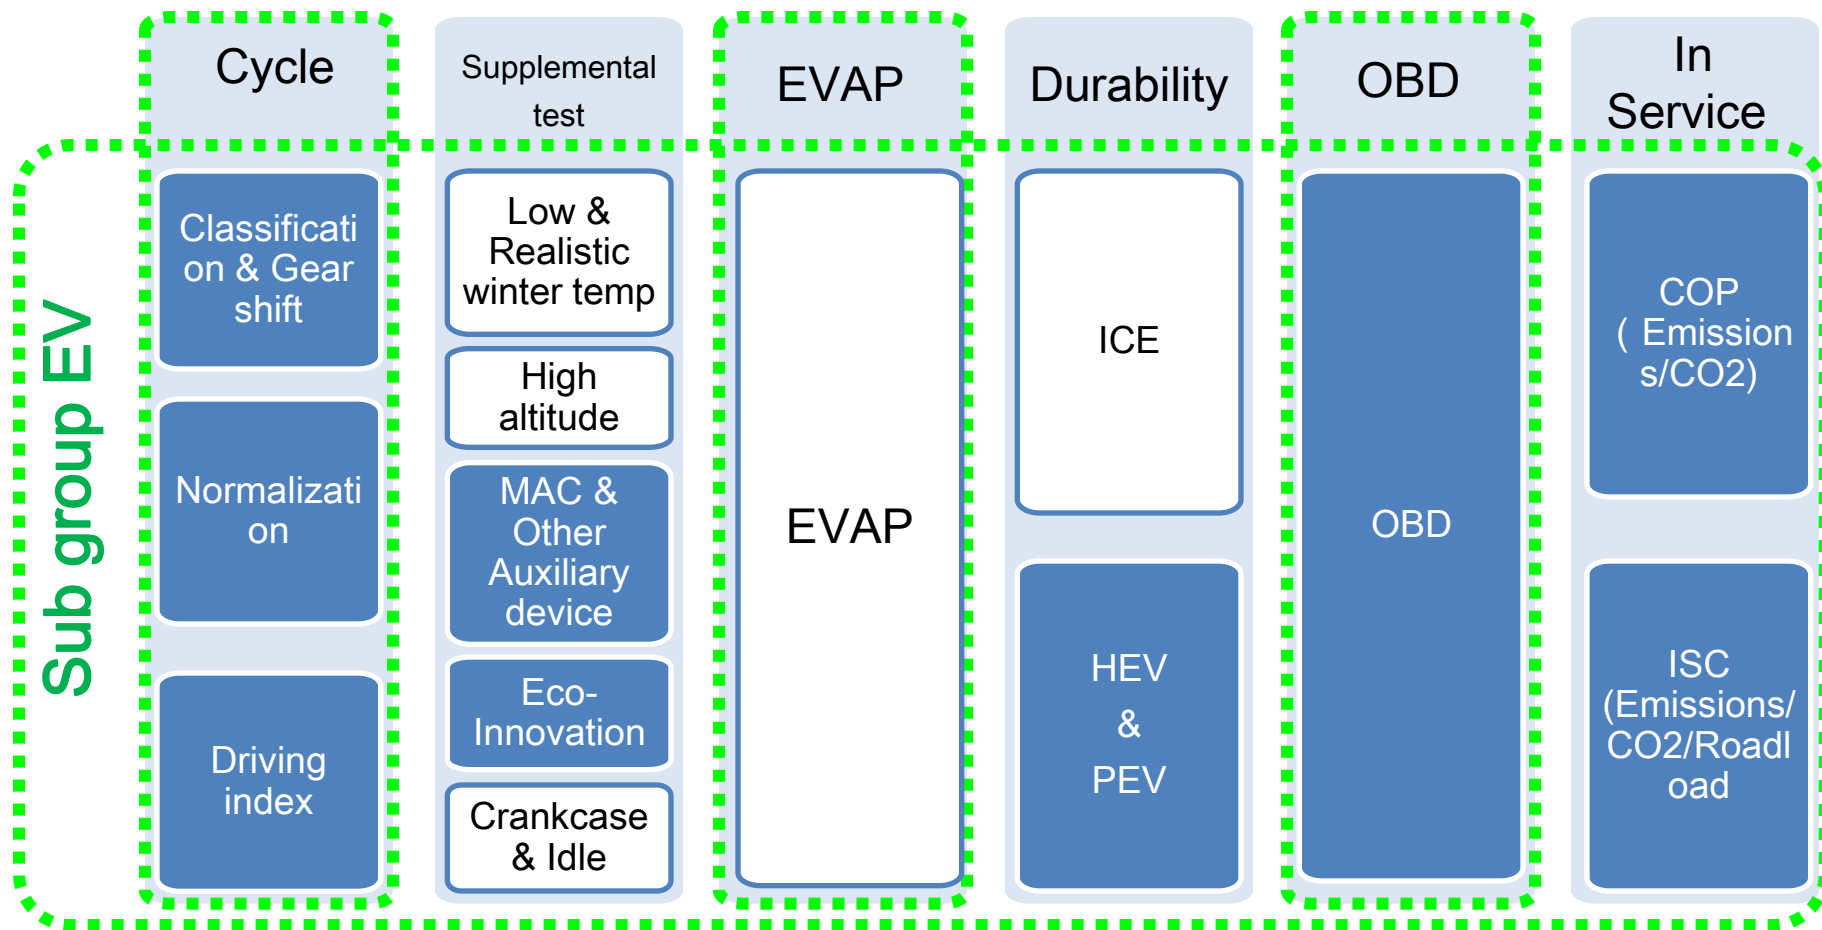 Cycle
Supplemental
test
EVAP
Durability
OBD
In
Service
Sub group EV
Classificati
on & Gear
shift
Normalizati
on
Driving
index
Low &
Realistic
winter temp
High
altitude
MAC &
Other
Auxiliary
device
Eco-
Innovation
Crankcase
& Idle
EVAP
ICE
HEV
&
PEV
OBD
COP
( Emission
s/CO2)
ISC
(Emissions/
CO2/Roadl
oad